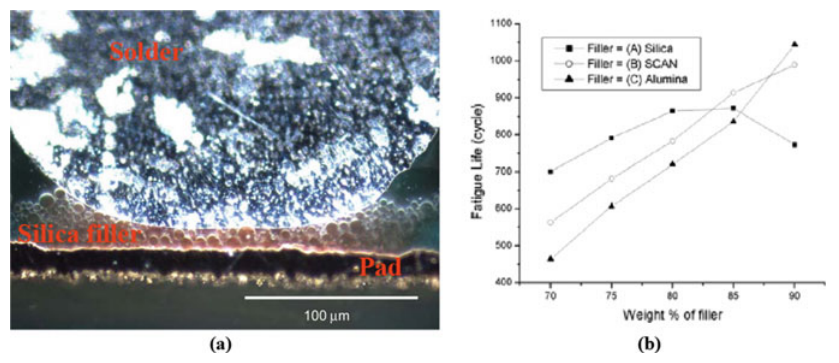 Solder
Silica filler
Pad
100 μm
(a)
Fatigue Life (cycle)
1100
1000
900
800
700
600
500
400
Filler = (A) Silica
Filler = (B) SCAN
Filler = (C) Alumina
70 75 80 85 90
Weight % of filler
(b)